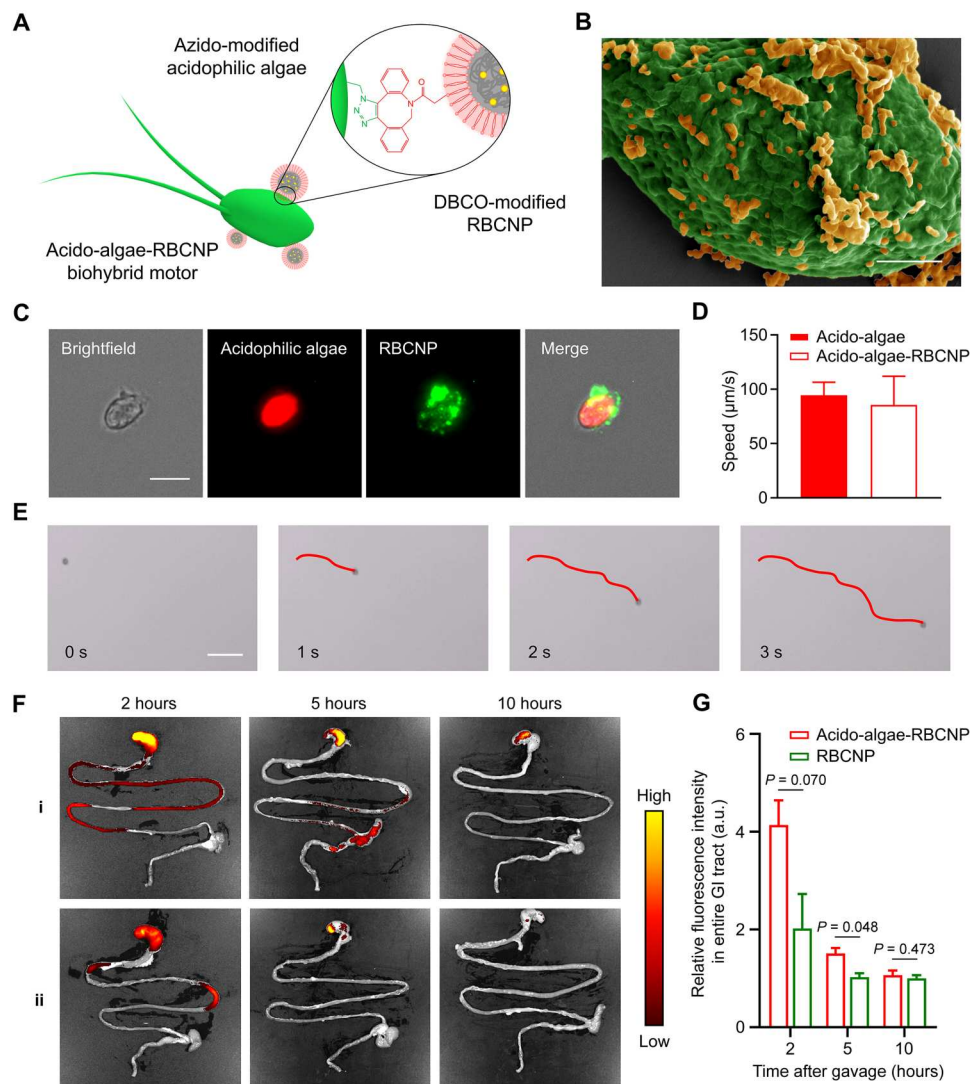 A
Azido-modified
acidophilic algae
N
N
N
N
O
DBCO-modified
RBCNP
Acido-algae-RBCNP
biohybrid motor
B
C
Brightfield
Acidophilic algae
RBCNP
Merge
D
Acido-algae
Acido-algae-RBCNP
150
100
50
0
Speed (µm/s)
E
0 s
1 s
2 s
3 s
F
2 hours
5 hours
10 hours
i
ii
High
Low
G
Acido-algae-RBCNP
RBCNP
P = 0.070
P = 0.048
P = 0.473
6
4
2
0
Relative fluorescence intensity
in entire GI tract (a.u.)
2
5
10
Time after gavage (hours)